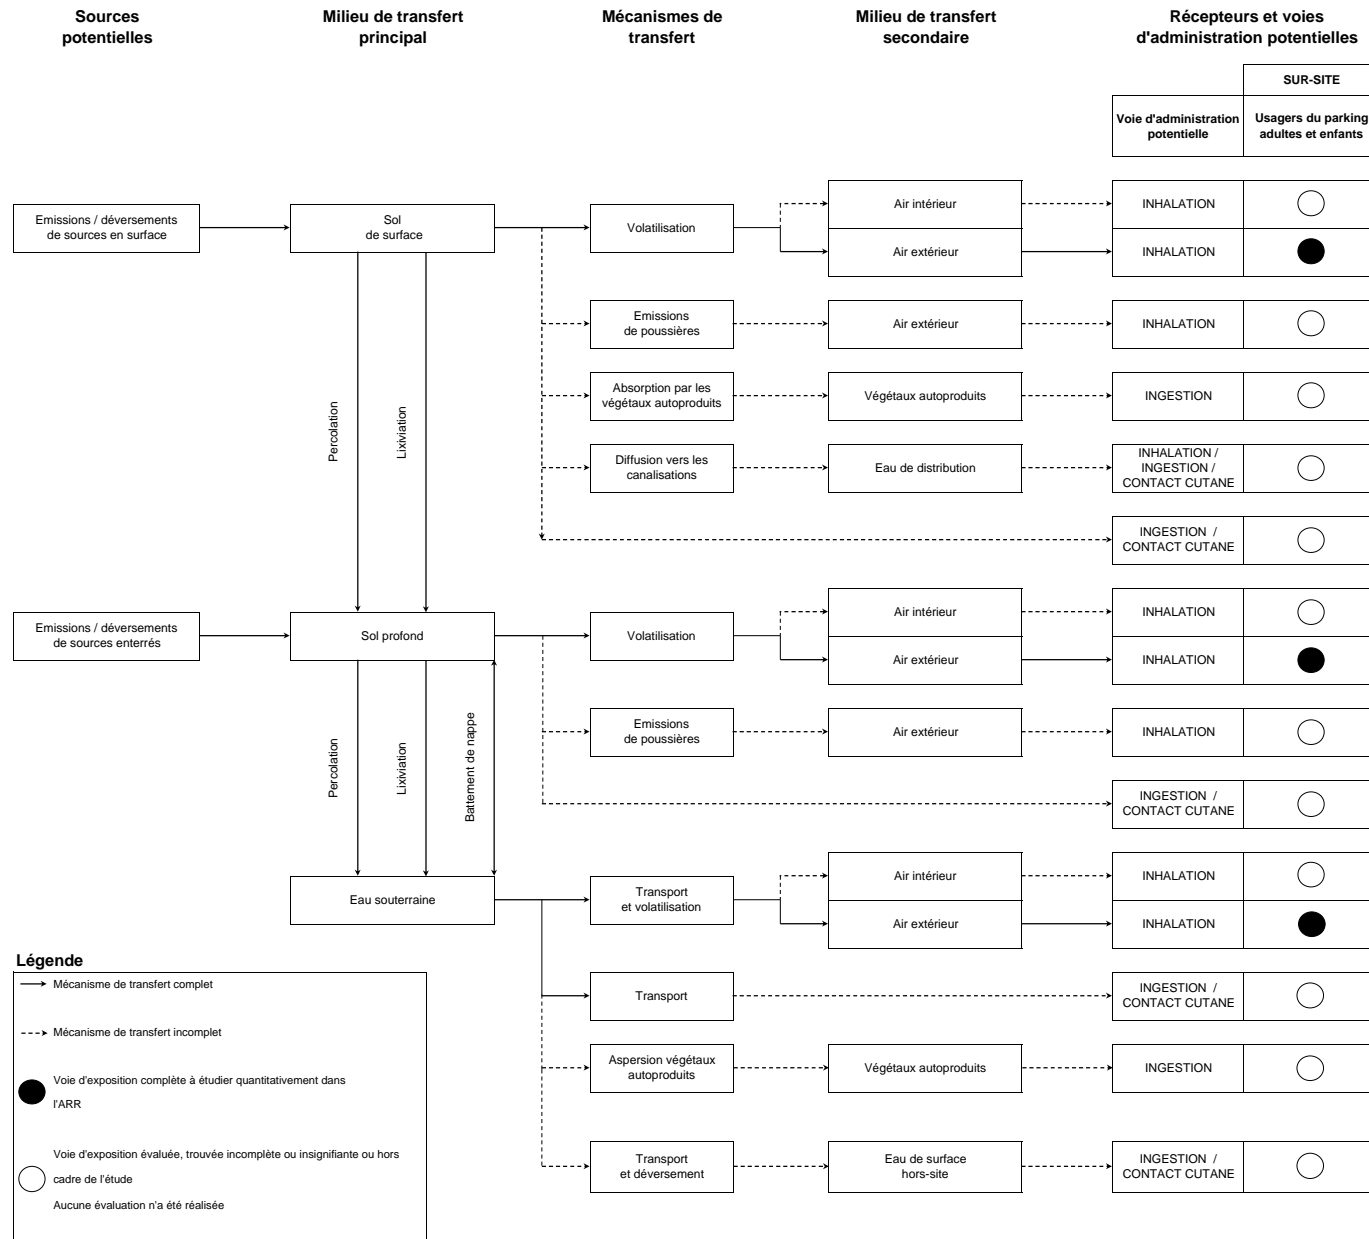 Sources
potentielles
Milieu de transfert
principal
Mécanismes de
transfert
Milieu de transfert
secondaire
Récepteurs et voies
d'administration potentielles
SUR-SITE
Voie d'administration
potentielle
Usagers du parking
adultes et enfants
Emissions / déversements
de sources en surface
Sol
de surface
Volatilisation
Air intérieur
INHALATION
Air extérieur
INHALATION
Emissions
de poussières
Air extérieur
INHALATION
Absorption par les
végétaux autoproduits
Végétaux autoproduits
INGESTION
Diffusion vers les
canalisations
Eau de distribution
INHALATION /
INGESTION /
CONTACT CUTANE
INGESTION /
CONTACT CUTANE
Percolation
Lixiviation
Emissions / déversements
de sources enterrés
Sol profond
Volatilisation
Air intérieur
INHALATION
Air extérieur
INHALATION
Emissions
de poussières
Air extérieur
INHALATION
INGESTION /
CONTACT CUTANE
Percolation
Lixiviation
Battement de nappe
Eau souterraine
Transport
et volatilisation
Air intérieur
INHALATION
Air extérieur
INHALATION
Transport
INGESTION /
CONTACT CUTANE
Aspersion végétaux
autoproduits
Végétaux autoproduits
INGESTION
Transport
et déversement
Eau de surface
hors-site
INGESTION /
CONTACT CUTANE
Légende
Mécanisme de transfert complet
Mécanisme de transfert incomplet
Voie d'exposition complète à étudier quantitativement dans
l'ARR
Voie d'exposition évaluée, trouvée incomplète ou insignifiante ou hors
cadre de l'étude
Aucune évaluation n'a été réalisée